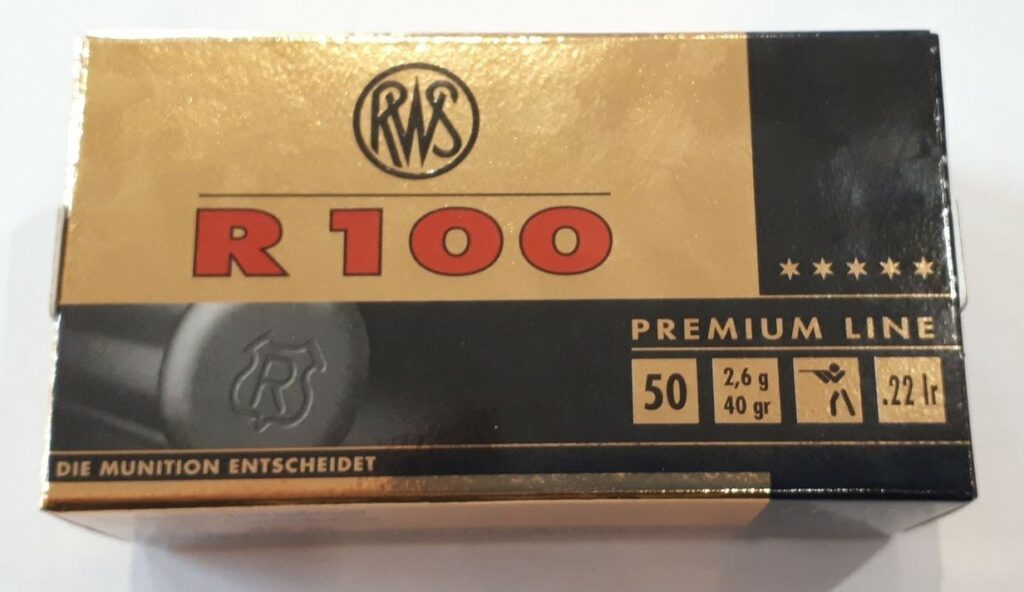 RWS
R 100
PREMIUM LINE
50
2,6 g
40 gr
.22 lr
R
DIE MUNITION ENTSCHEIDET